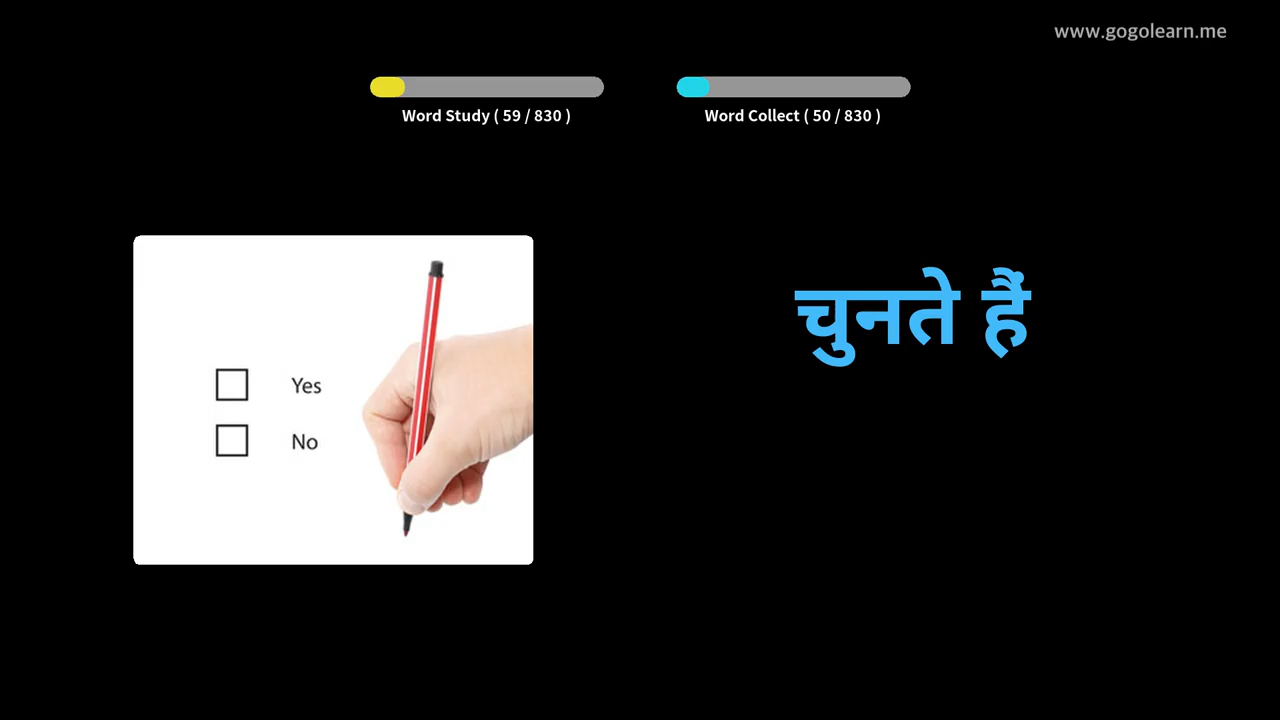 www.gogolearn.me
Word Study ( 59 / 830 )
Word Collect ( 50 / 830 )
चुनते हैं
Yes
No